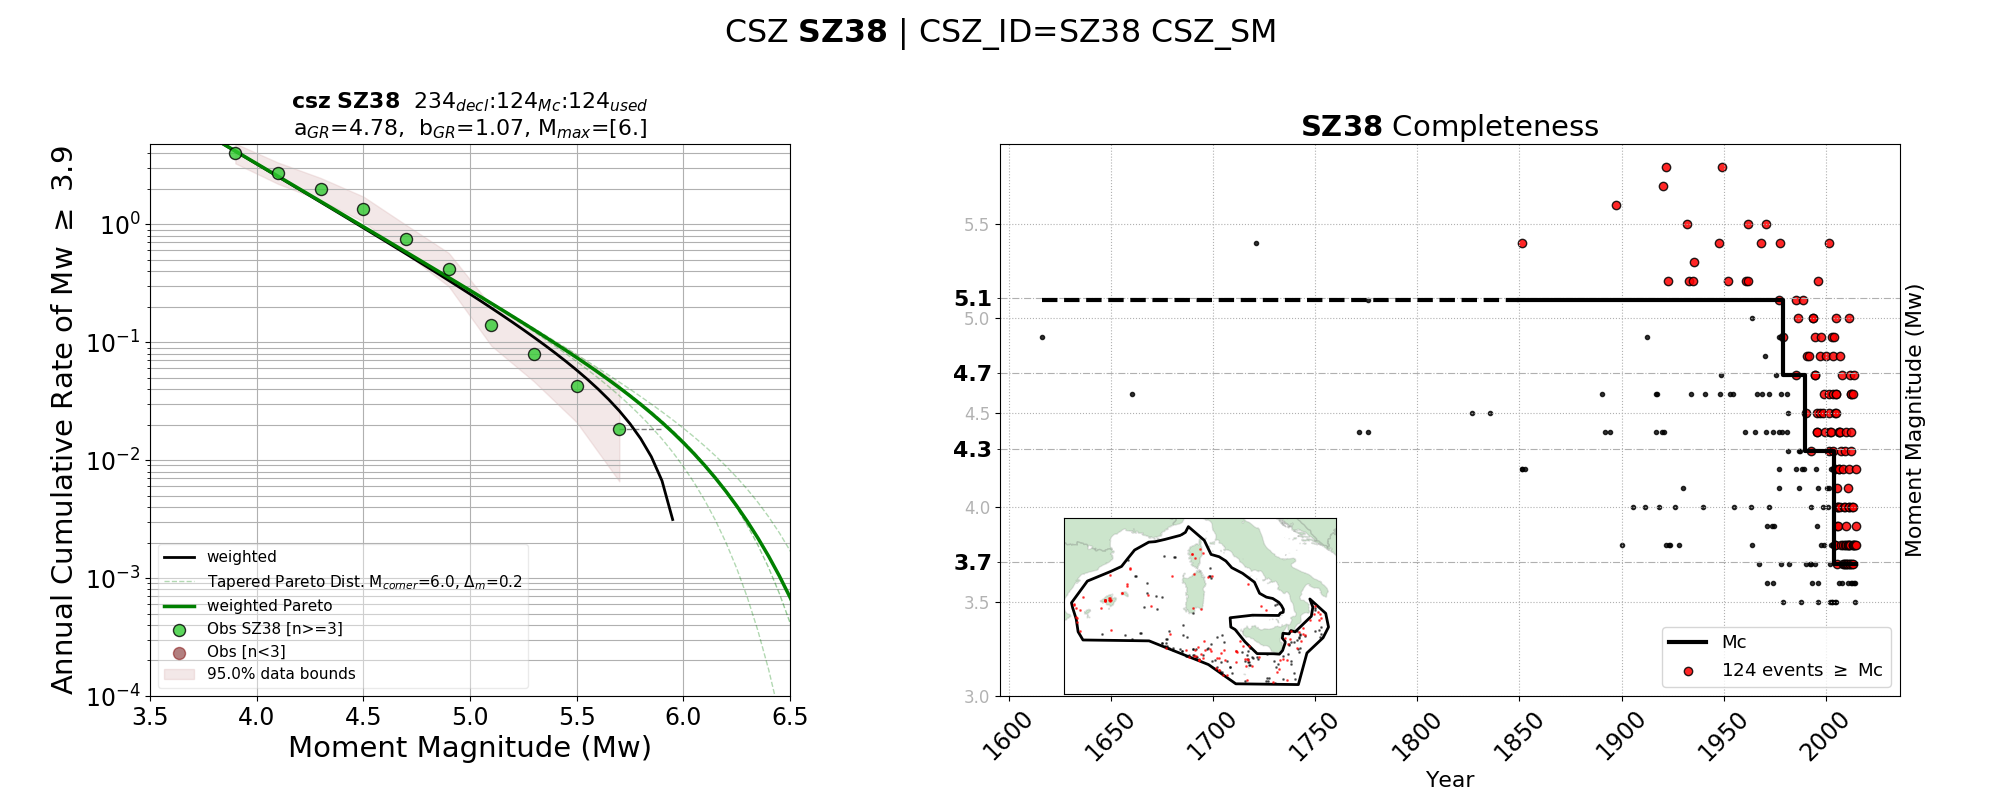 CSZ SZ38 | CSZ_ID=SZ38 CSZ_SM
csz SZ38 234decl:124Mc:124used
aGR=4.78, bGR=1.07, Mmax=[6.]
Annual Cumulative Rate of Mw ≥ 3.9
10^0
10^-1
10^-2
10^-3
10^-4
weighted
Tapered Pareto Dist. Mcorner=6.0, Δm=0.2
weighted Pareto
Obs SZ38 [n>=3]
Obs [n<3]
95.0% data bounds
3.5 4.0 4.5 5.0 5.5 6.0 6.5
Moment Magnitude (Mw)
SZ38 Completeness
5.5
5.1
5.0
4.7
4.5
4.3
4.0
3.7
3.5
3.0
Moment Magnitude (Mw)
Mc
124 events ≥ Mc
1600 1650 1700 1750 1800 1850 1900 1950 2000
Year